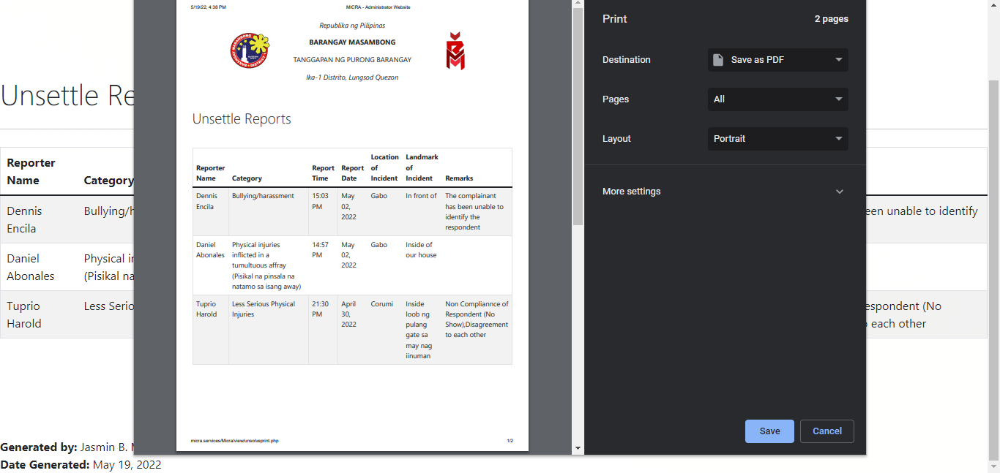 5/19/22, 4:38 PM
MICRA - Administrator Website
Republika ng Pilipinas
BARANGAY MASAMBONG
TANGGAPAN NG PURONG BARANGAY
Ika-1 Distrito, Lungsod Quezon
Unsettle Reports
Reporter Name
Category
Report Time
Report Date
Location of Incident
Landmark of Incident
Remarks
Dennis Encila
Bullying/harassment
15:03 PM
May 02, 2022
Gabo
In front of
The complainant
has been unable to
identify the
respondent
Daniel Abonales
Physical injuries
inflicted in a
tumultuous affray
(Pisikal na pinsala na
natamo sa isang away)
14:57 PM
May 02, 2022
Gabo
Inside of
our house
Tuprio Harold
Less Serious Physical
Injuries
21:30 PM
April 30, 2022
Corumi
Inside
loob ng
pulang
gate sa
may nag
iinuman
Non Compliannce of
Respondent (No
Show),Disagreement
to each other
micra.services/Micra/view/unsolveprint.php
1/2
Print
2 pages
Destination
Save as PDF
Pages
All
Layout
Portrait
More settings
Save
Cancel
Unsettle Re
Reporter
Name
Category
Dennis
Encila
Bullying/h
een unable to identify
Daniel
Abonales
Physical in
(Pisikal na
Tuprio
Harold
Less Serio
espondent (No
each other
Generated by: Jasmin B.
Date Generated: May 19, 2022